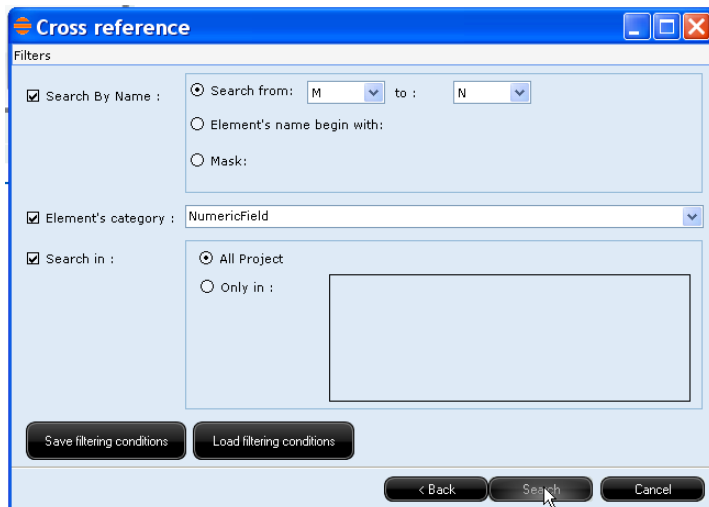 Cross reference
Filters
Search By Name :
Search from: M to : N
Element's name begin with:
Mask:
Element's category : NumericField
Search in :
All Project
Only in :
Save filtering conditions Load filtering conditions
< Back Search Cancel